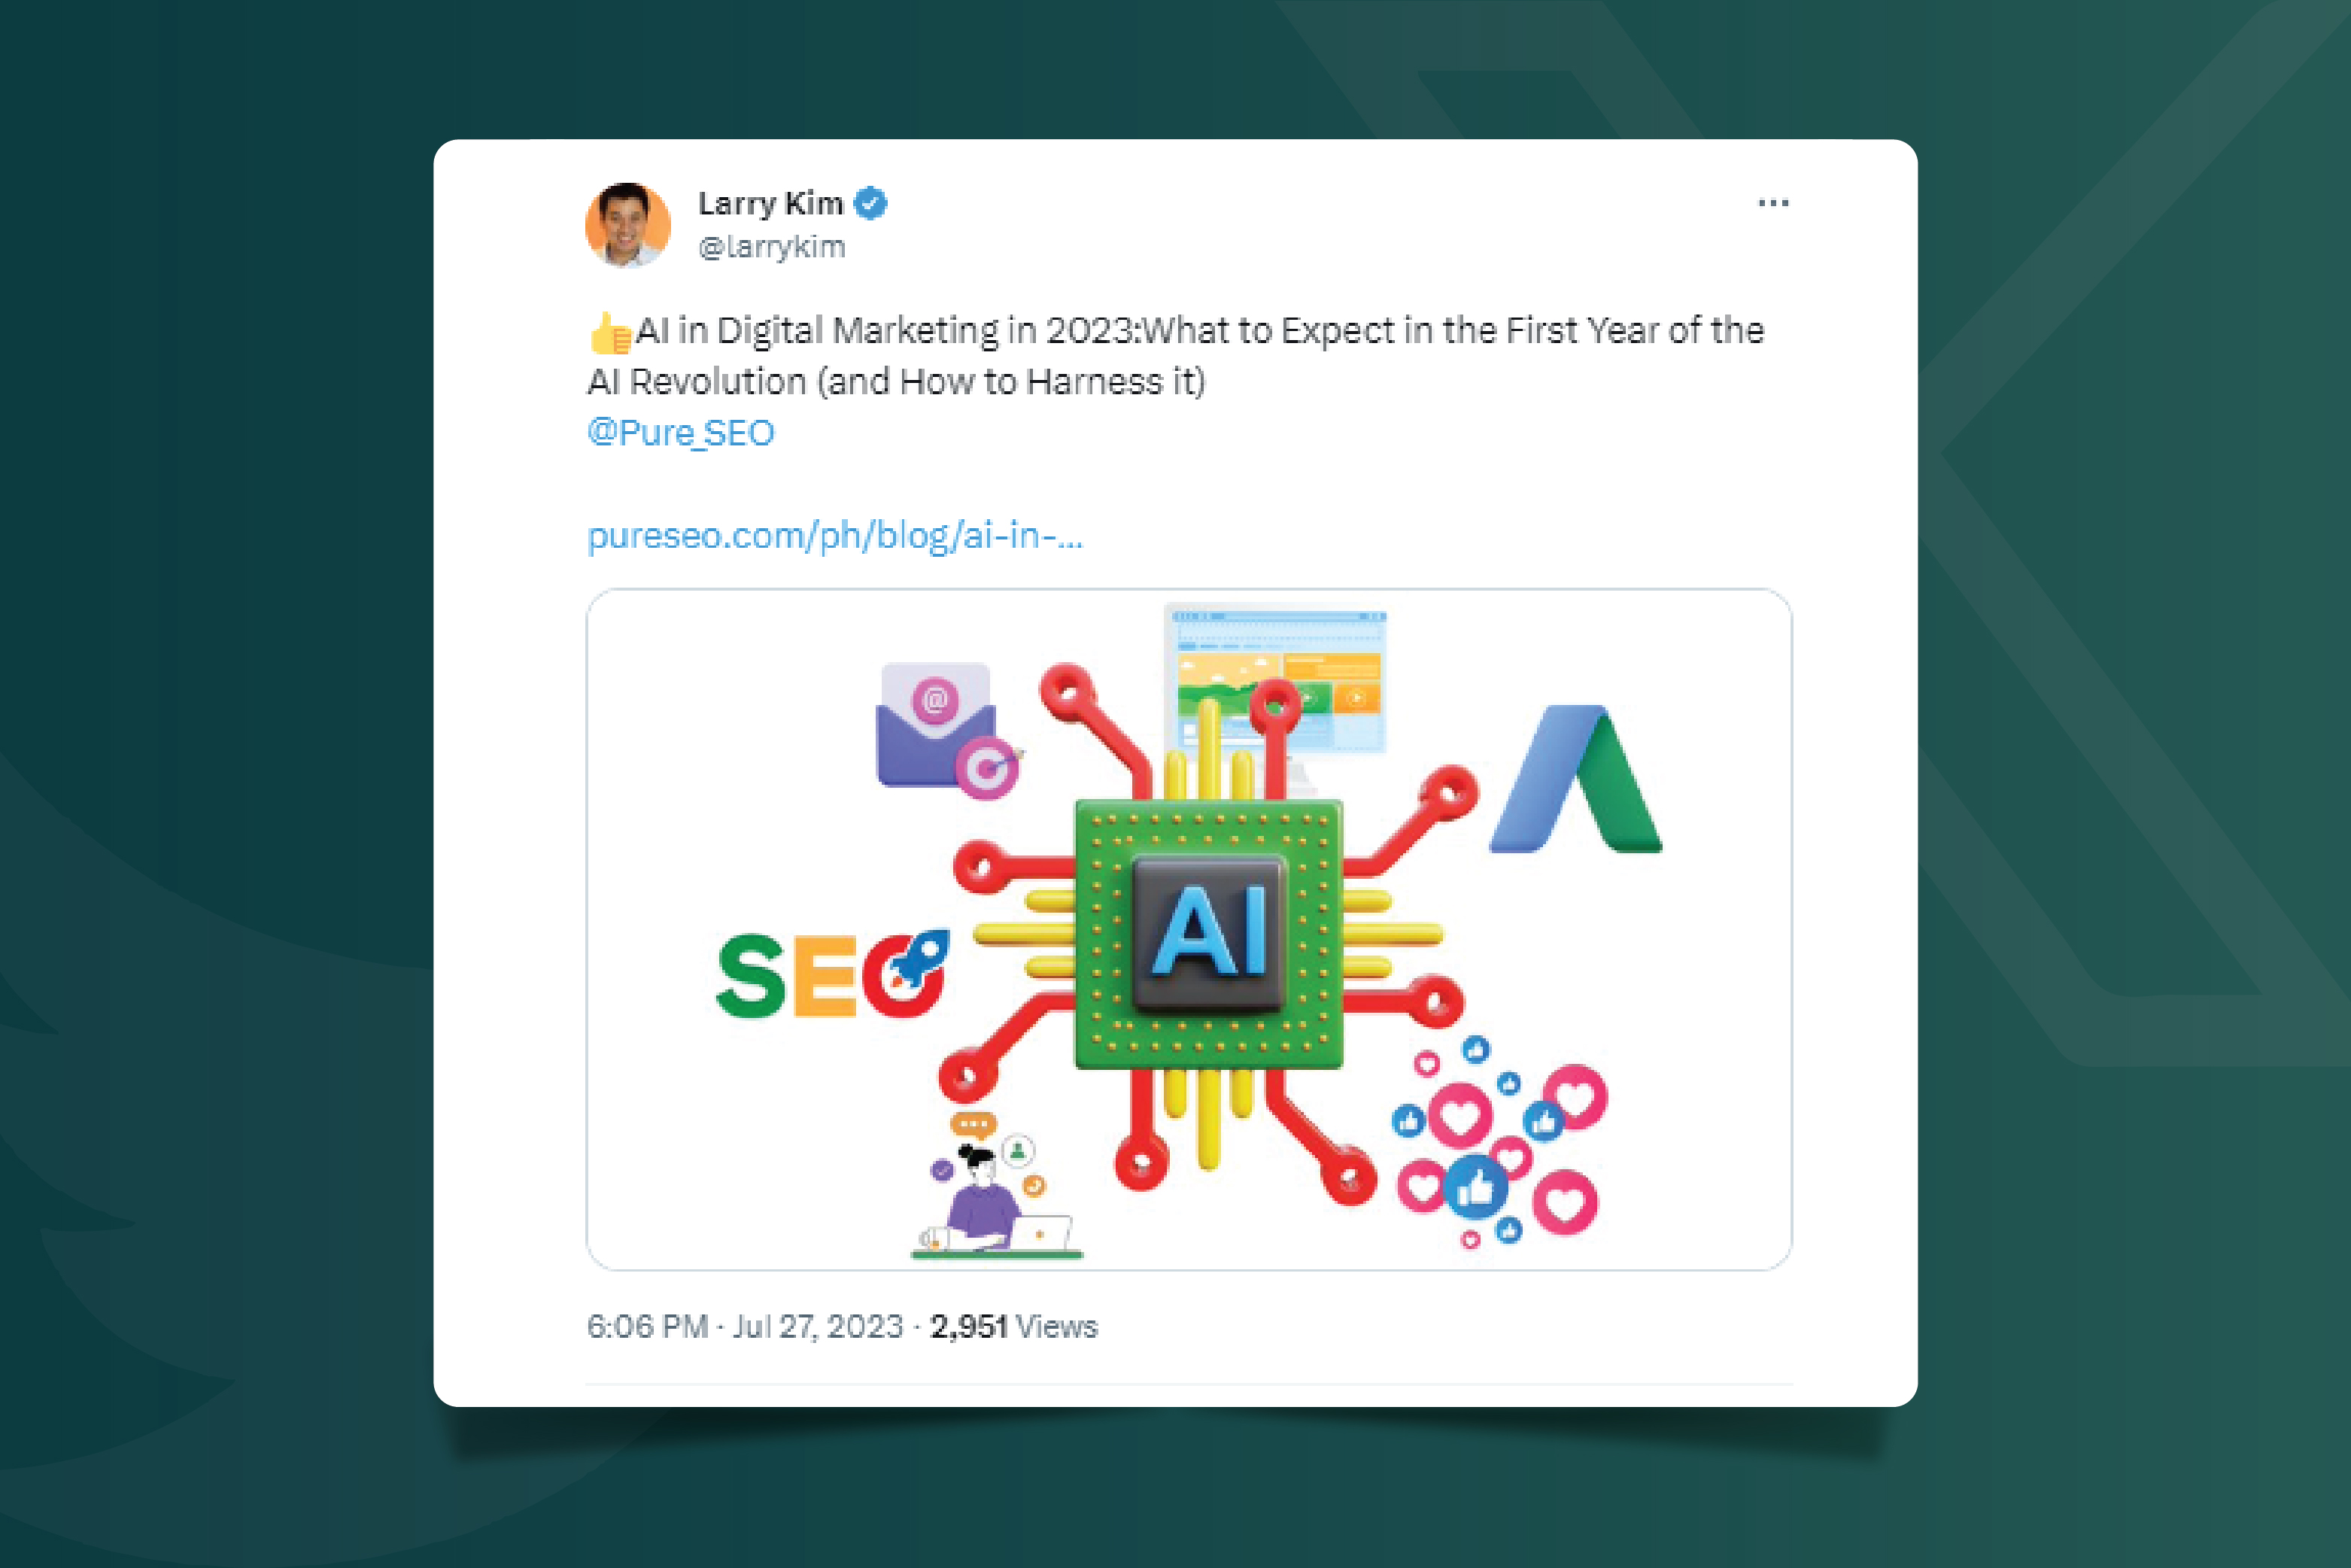 Larry Kim
@larrykim
👍AI in Digital Marketing in 2023:What to Expect in the First Year of the
AI Revolution (and How to Harness it)
@Pure_SEO
pureseo.com/ph/blog/ai-in-...
@
AI
SEO
6:06 PM · Jul 27, 2023 · 2,951 Views